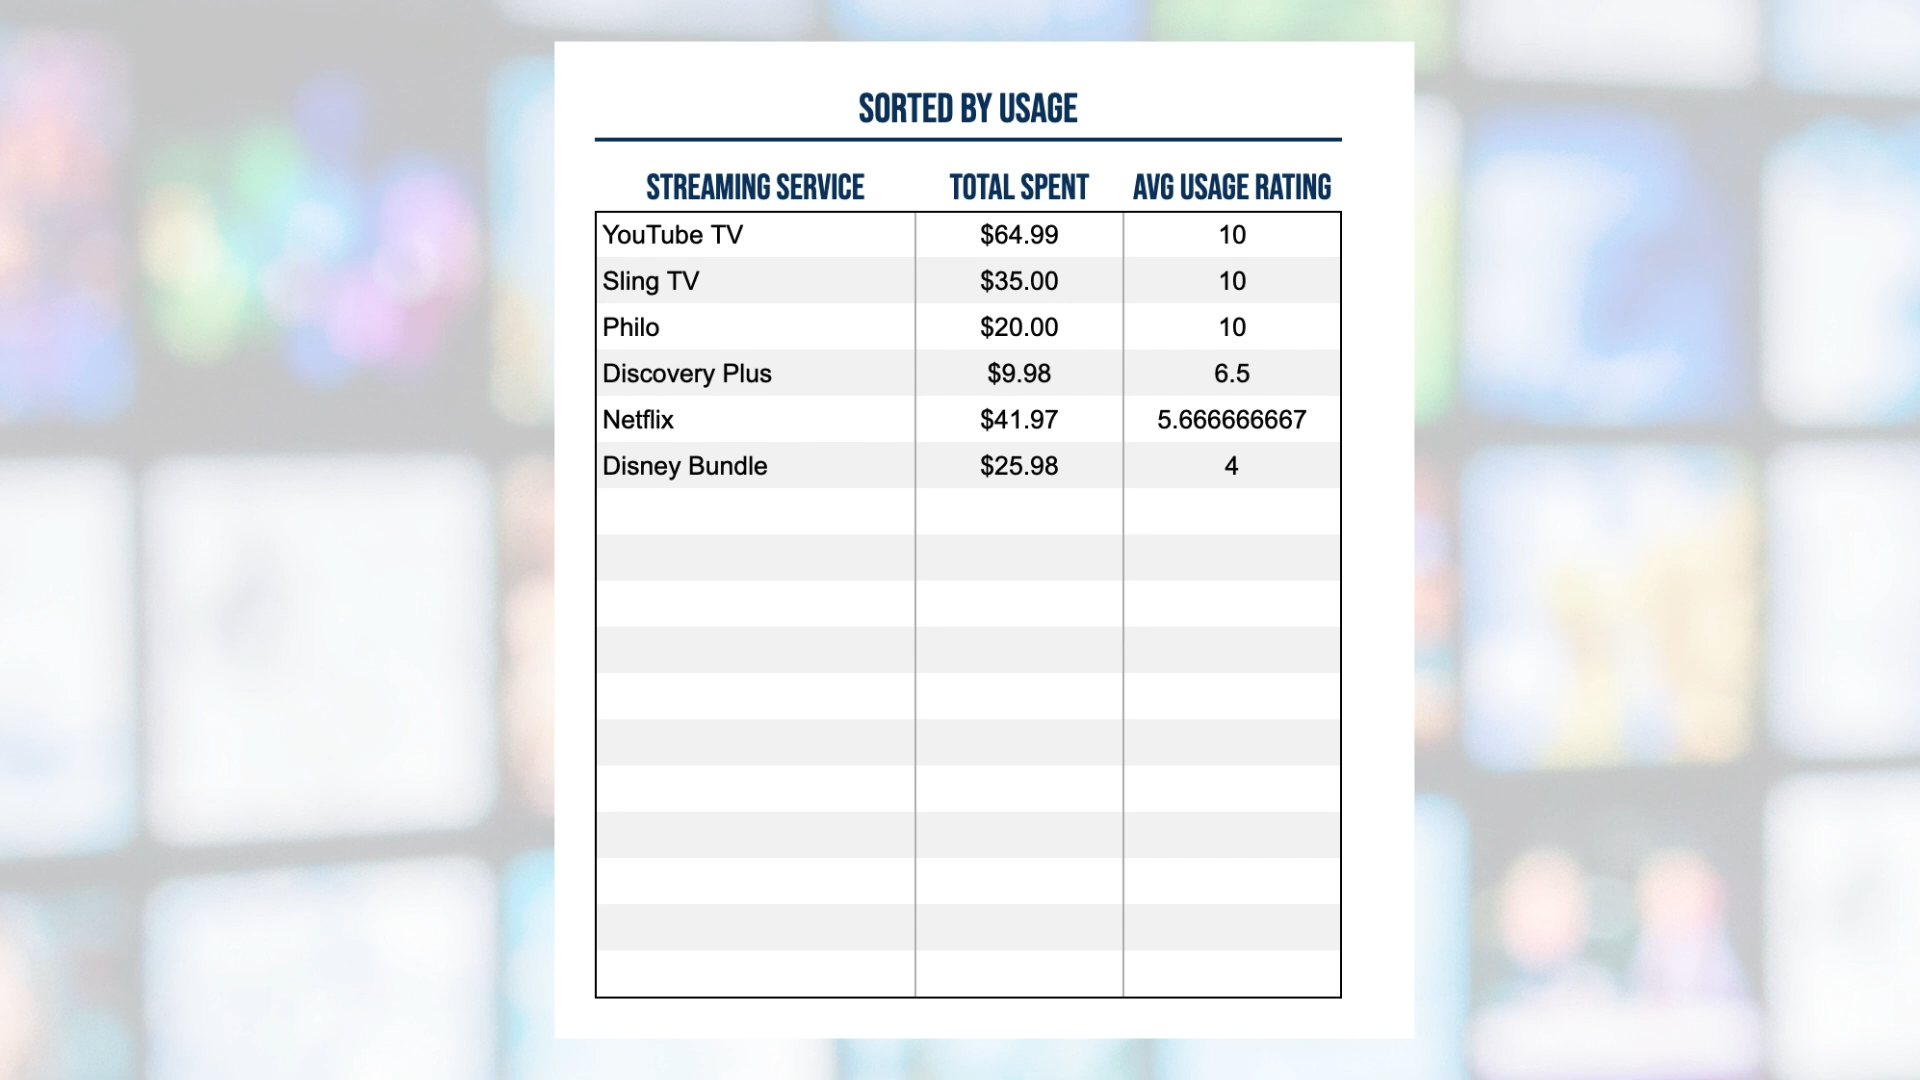 SORTED BY USAGE
STREAMING SERVICE TOTAL SPENT AVG USAGE RATING
YouTube TV $64.99 10
Sling TV $35.00 10
Philo $20.00 10
Discovery Plus $9.98 6.5
Netflix $41.97 5.666666667
Disney Bundle $25.98 4